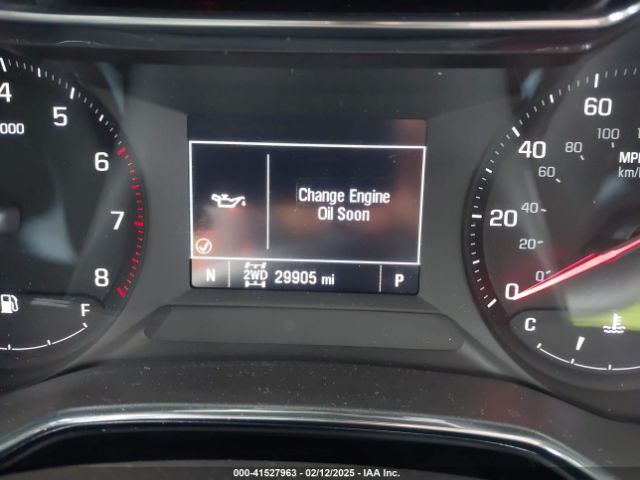 4
5
000
6
7
8
F
Change Engine
Oil Soon
N 2WD 29905 mi P
60
100
40 80 MP
60 km/
20 40
20
0 0
C
000-41527963 - 02/12/2025 - IAA Inc.